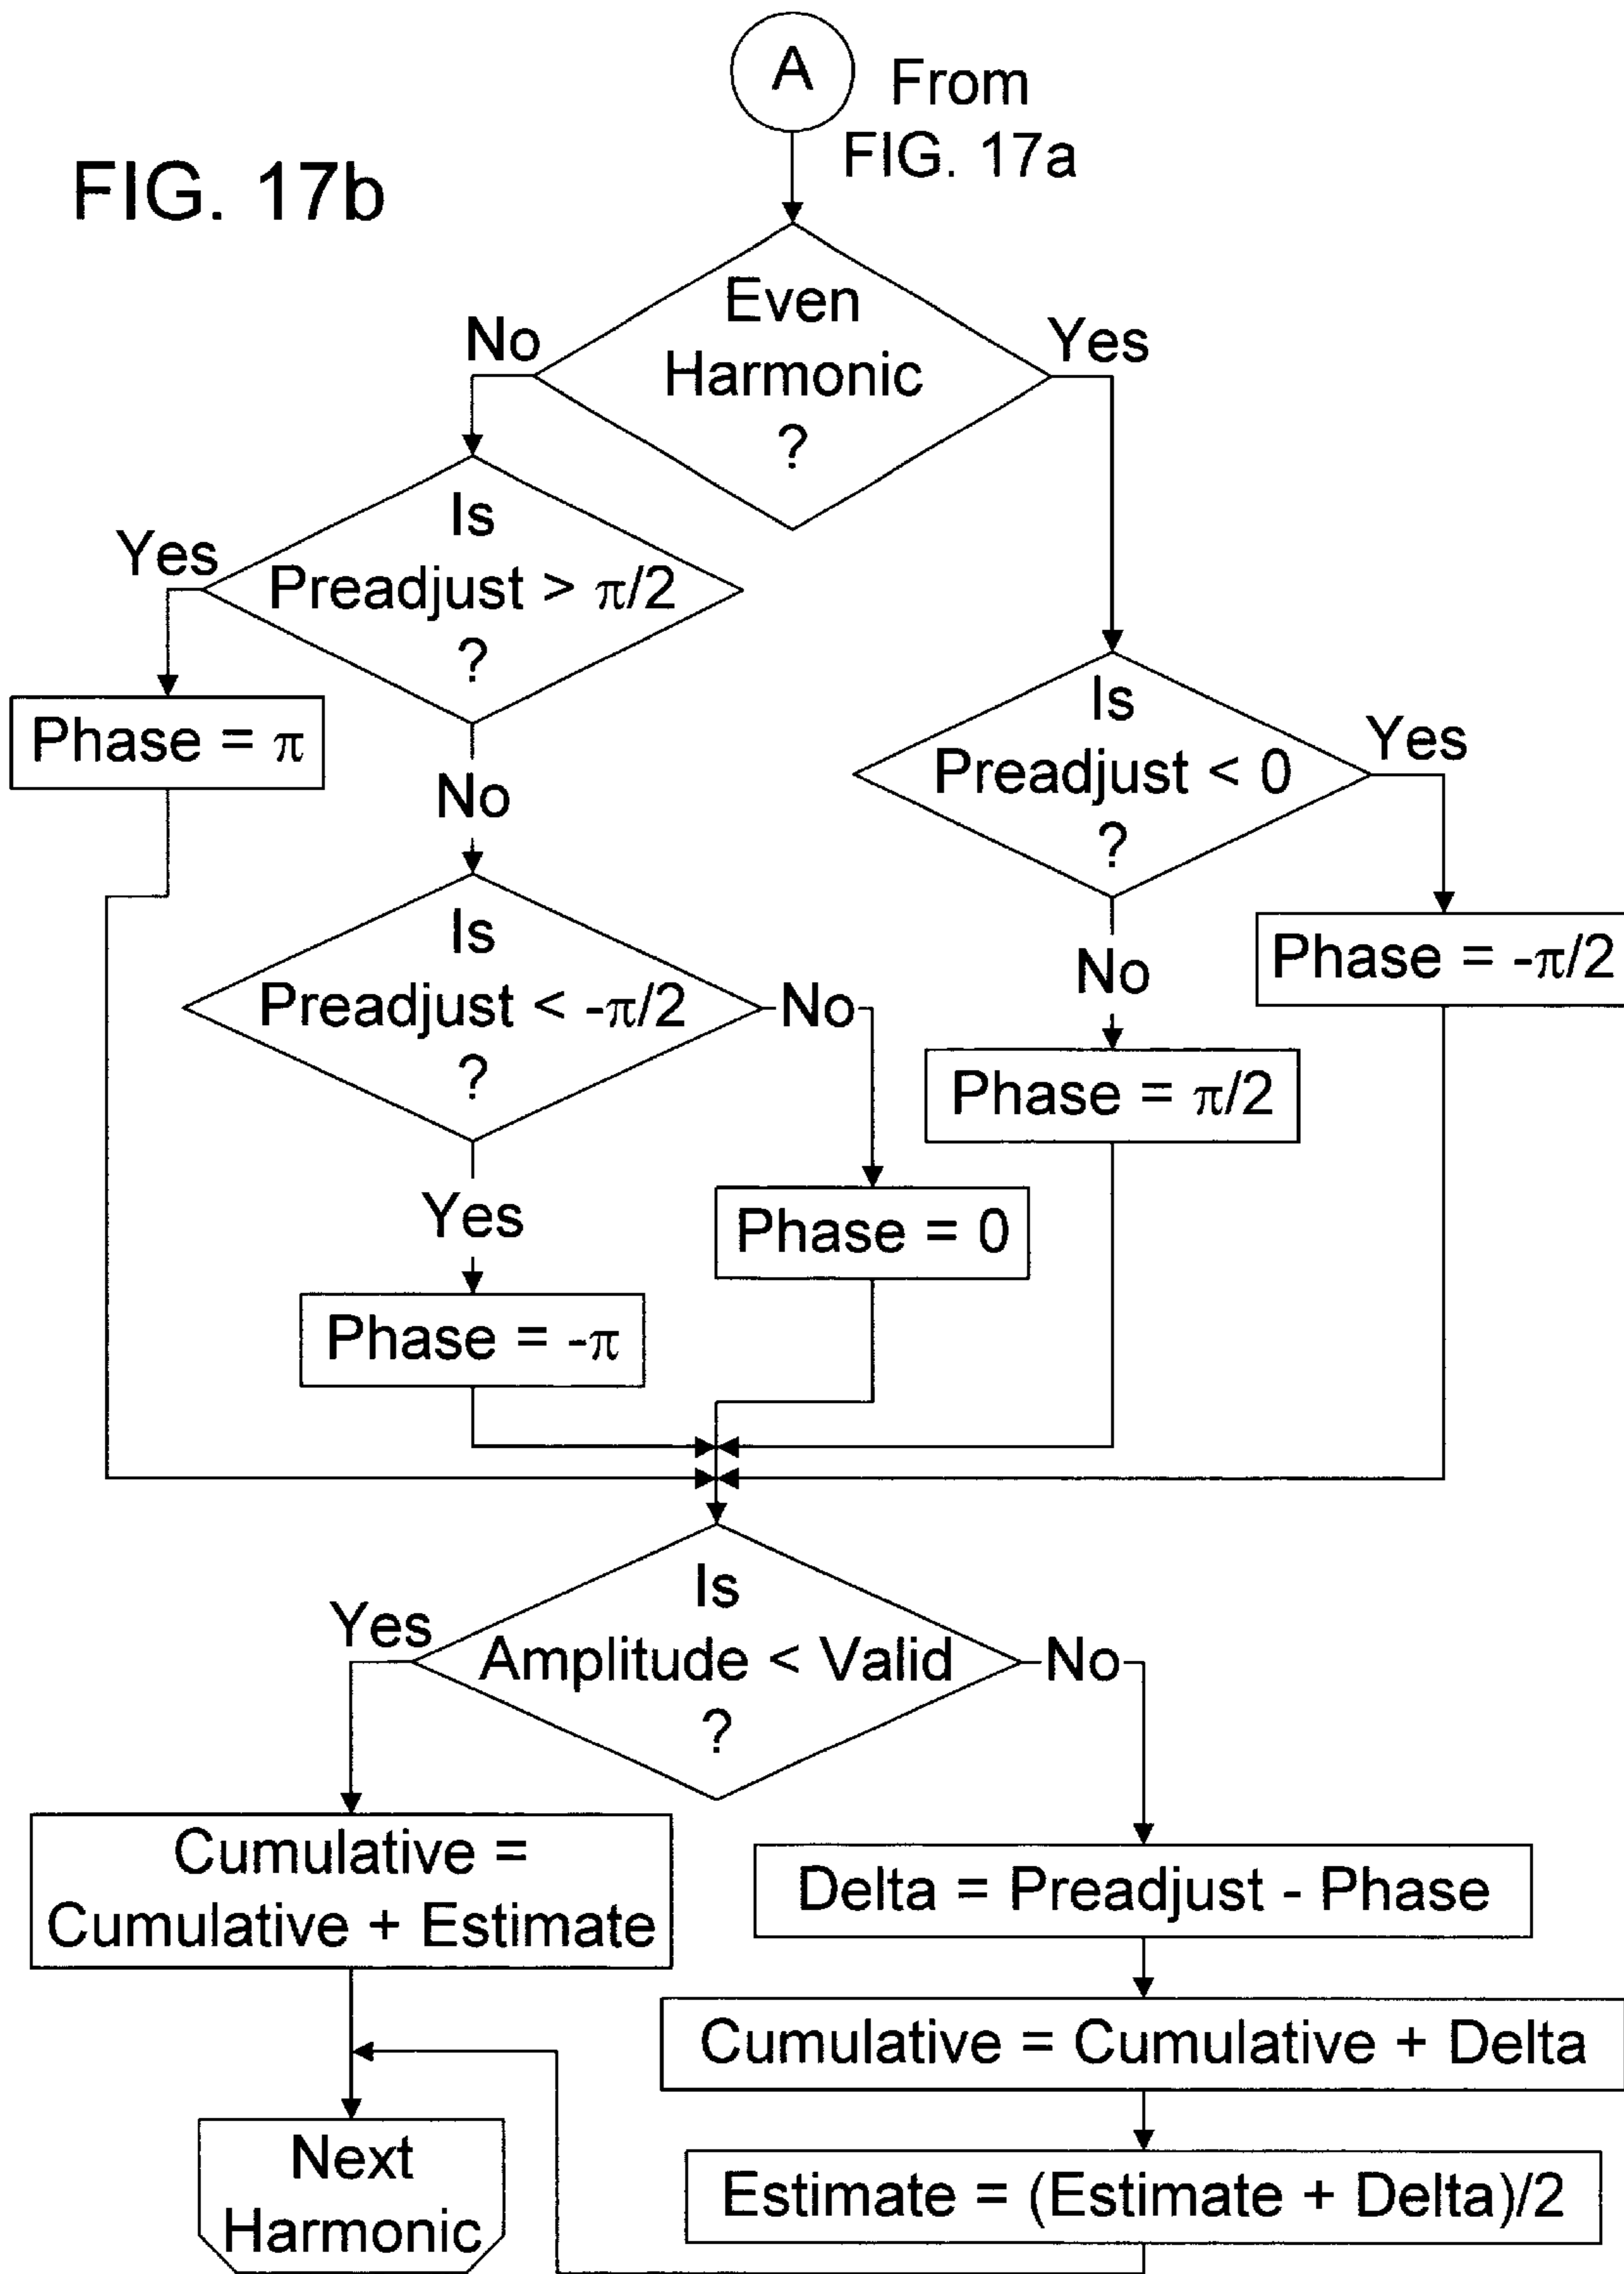 A
From
FIG. 17a
FIG. 17b
Even
Harmonic
?
No
Yes
Is
Preadjust > π/2
?
Yes
No
Phase = π
Is
Preadjust < 0
?
Yes
No
Phase = -π/2
Phase = π/2
Is
Preadjust < -π/2
?
No
Yes
Phase = 0
Phase = -π
Is
Amplitude < Valid
?
Yes
No
Cumulative =
Cumulative + Estimate
Delta = Preadjust - Phase
Cumulative = Cumulative + Delta
Estimate = (Estimate + Delta)/2
Next
Harmonic